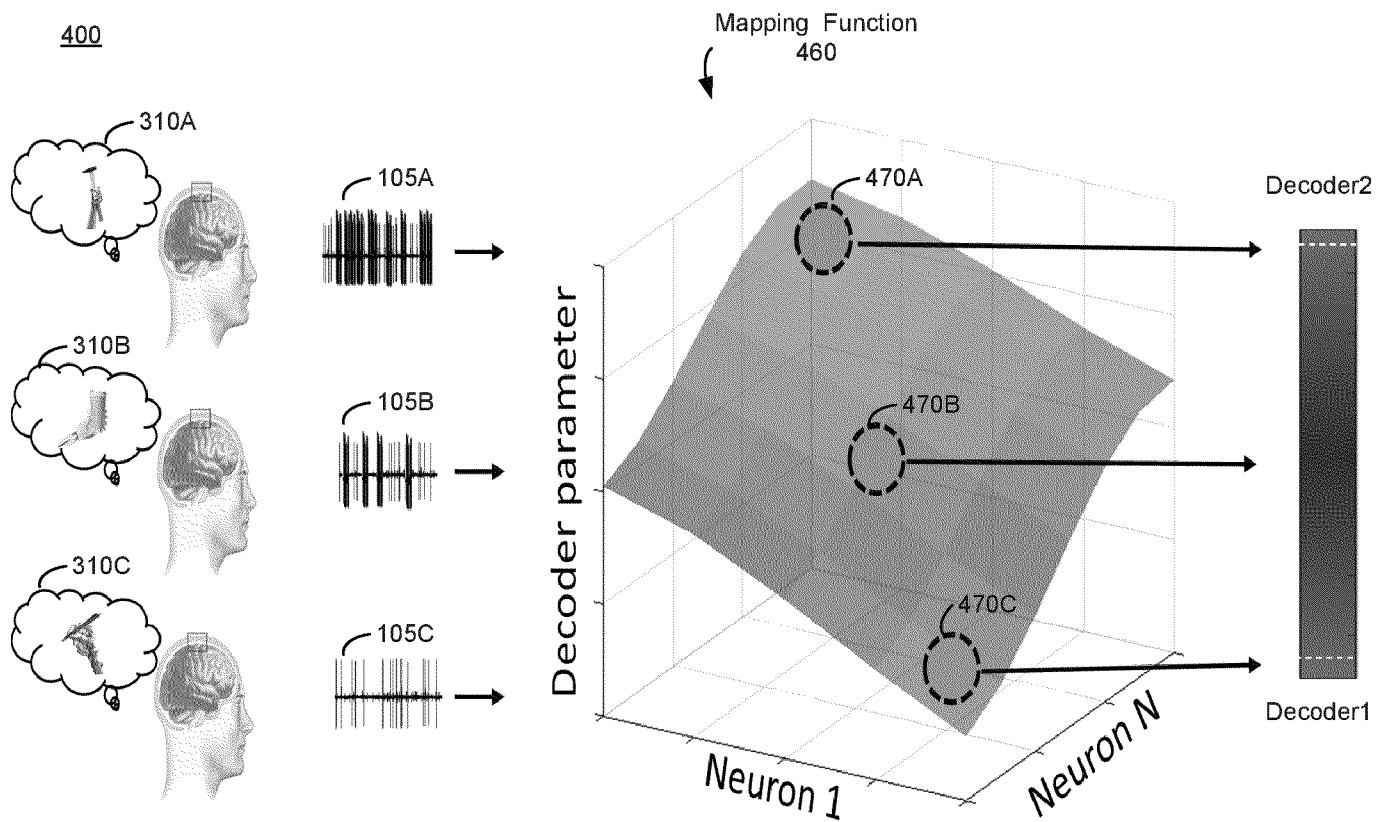 400
Mapping Function
460
310A
105A
470A
Decoder2
310B
105B
470B
Decoder parameter
310C
105C
470C
Decoder1
Neuron 1
Neuron N